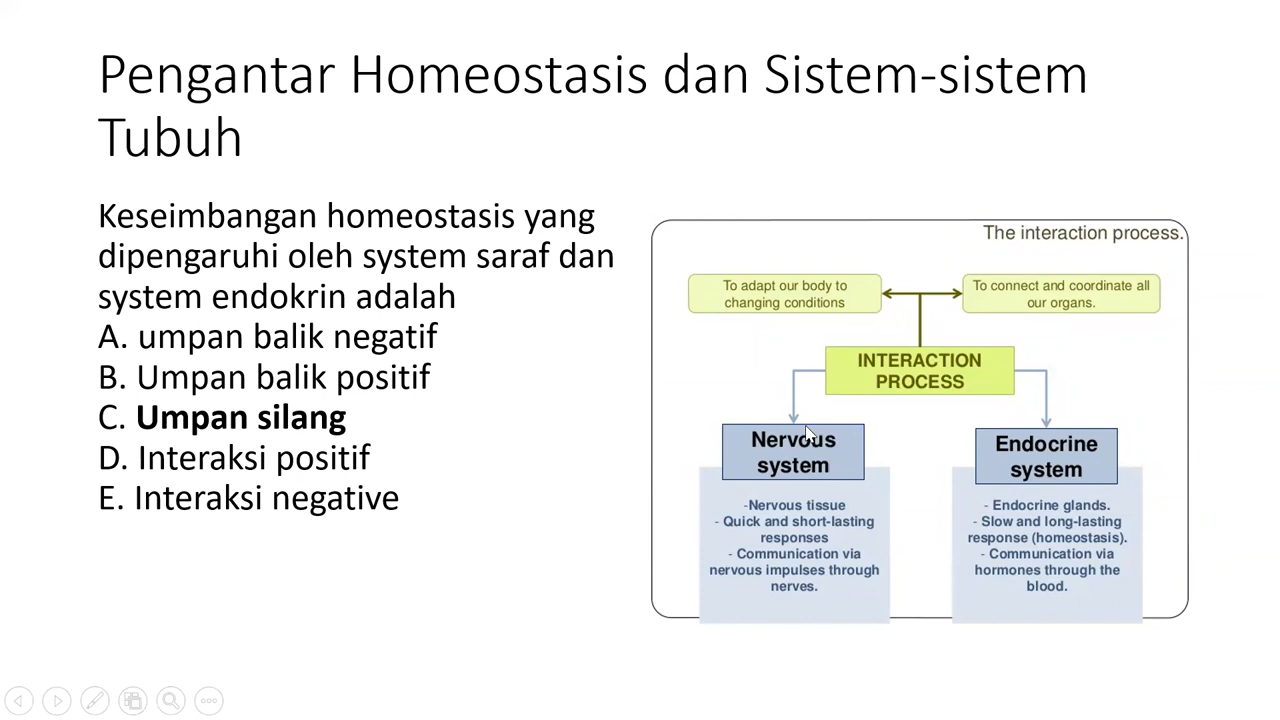 Pengantar Homeostasis dan Sistem-sistem
Tubuh
Keseimbangan homeostasis yang
dipengaruhi oleh system saraf dan
system endokrin adalah
A. umpan balik negatif
B. Umpan balik positif
C. Umpan silang
D. Interaksi positif
E. Interaksi negative
The interaction process.
To adapt our body to
changing conditions
To connect and coordinate all
our organs.
INTERACTION
PROCESS
Nervous
system
-Nervous tissue
- Quick and short-lasting
responses
- Communication via
nervous impulses through
nerves.
Endocrine
system
- Endocrine glands.
- Slow and long-lasting
response (homeostasis).
- Communication via
hormones through the
blood.